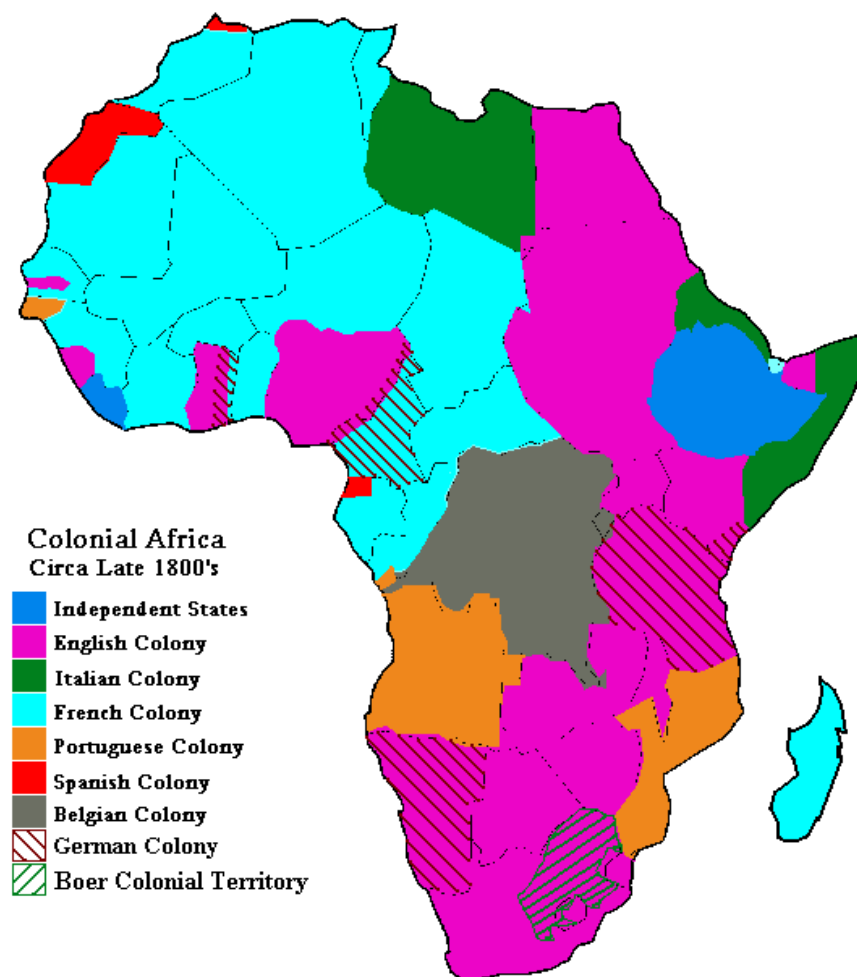 Colonial Africa
Circa Late 1800's
Independent States
English Colony
Italian Colony
French Colony
Portuguese Colony
Spanish Colony
Belgian Colony
German Colony
Boer Colonial Territory